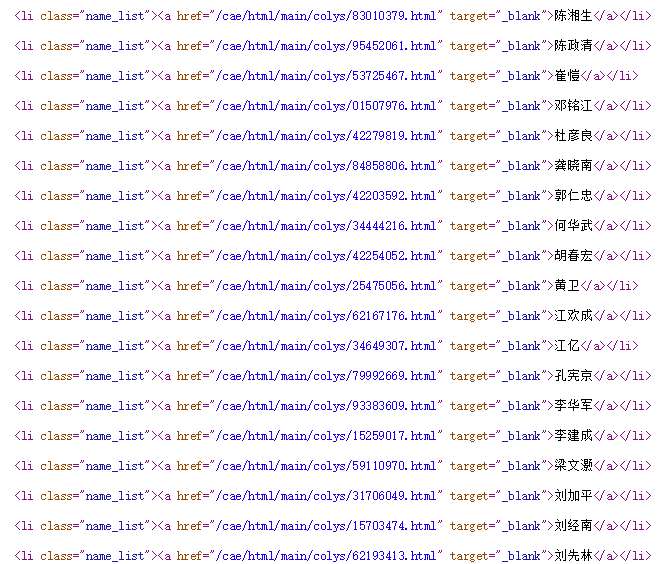 <li class="name_list"><a href="/cae/html/main/colys/83010379.html" target="_blank">陈湘生</a></li>
<li class="name_list"><a href="/cae/html/main/colys/95452061.html" target="_blank">陈政清</a></li>
<li class="name_list"><a href="/cae/html/main/colys/53725467.html" target="_blank">崔愷</a></li>
<li class="name_list"><a href="/cae/html/main/colys/01507976.html" target="_blank">邓铭江</a></li>
<li class="name_list"><a href="/cae/html/main/colys/42279819.html" target="_blank">杜彦良</a></li>
<li class="name_list"><a href="/cae/html/main/colys/84858806.html" target="_blank">龚晓南</a></li>
<li class="name_list"><a href="/cae/html/main/colys/42203592.html" target="_blank">郭仁忠</a></li>
<li class="name_list"><a href="/cae/html/main/colys/34444216.html" target="_blank">何华武</a></li>
<li class="name_list"><a href="/cae/html/main/colys/42254052.html" target="_blank">胡春宏</a></li>
<li class="name_list"><a href="/cae/html/main/colys/25475056.html" target="_blank">黄卫</a></li>
<li class="name_list"><a href="/cae/html/main/colys/62167176.html" target="_blank">江欢成</a></li>
<li class="name_list"><a href="/cae/html/main/colys/34649307.html" target="_blank">江亿</a></li>
<li class="name_list"><a href="/cae/html/main/colys/79992669.html" target="_blank">孔宪京</a></li>
<li class="name_list"><a href="/cae/html/main/colys/93383609.html" target="_blank">李华军</a></li>
<li class="name_list"><a href="/cae/html/main/colys/15259017.html" target="_blank">李建成</a></li>
<li class="name_list"><a href="/cae/html/main/colys/59110970.html" target="_blank">梁文灏</a></li>
<li class="name_list"><a href="/cae/html/main/colys/31706049.html" target="_blank">刘加平</a></li>
<li class="name_list"><a href="/cae/html/main/colys/15703474.html" target="_blank">刘经南</a></li>
<li class="name_list"><a href="/cae/html/main/colys/62193413.html" target="_blank">刘先林</a></li>